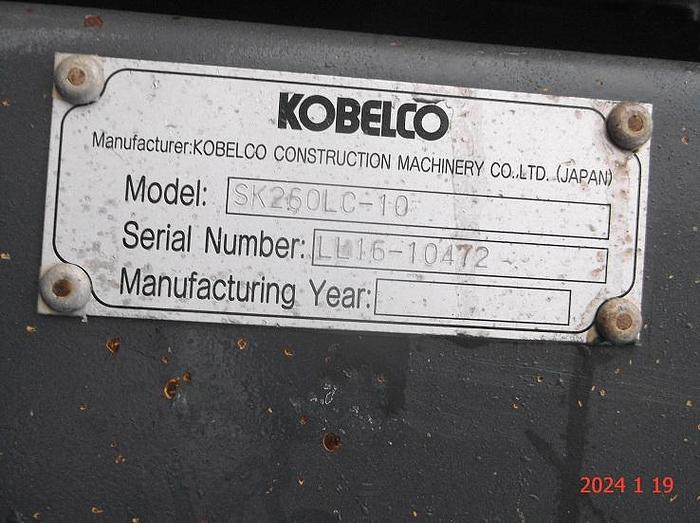 KOBELCO
Manufacturer:KOBELCO CONSTRUCTION MACHINERY CO.,LTD. (JAPAN)
Model: SK260LC-10
Serial Number: LL16-10472
Manufacturing Year:
2024 1 19